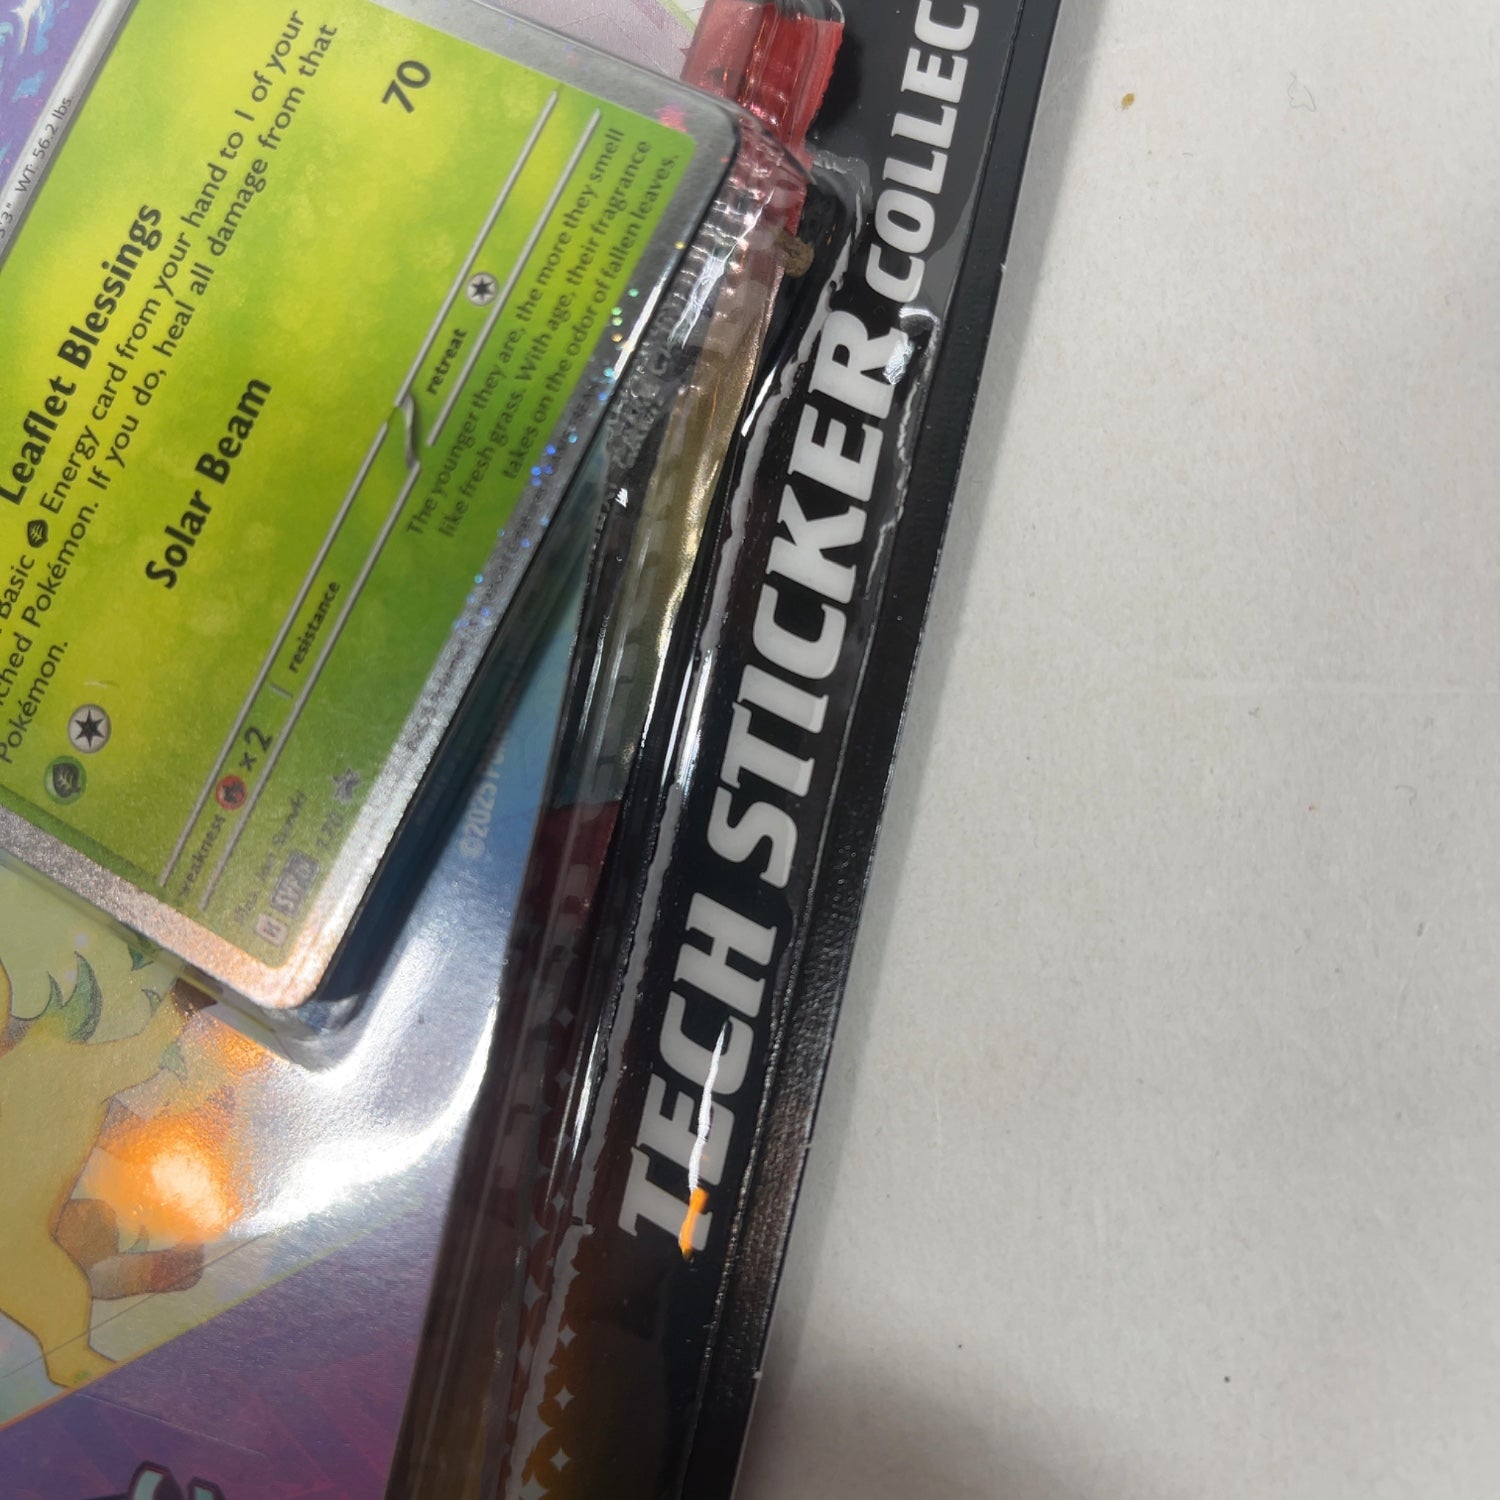 3.3" WT: 56.2 lbs
Leaflet Blessings
Basic Energy card from your hand to 1 of your
Pokémon. If you do, heal all damage from that
Pokémon.
Solar Beam
70
weakness
x 2
resistance
retreat
The younger they are, the more they smell
like fresh grass. With age, their fragrance
takes on the odor of fallen leaves.
©2025
TECH STICKER COLLEC